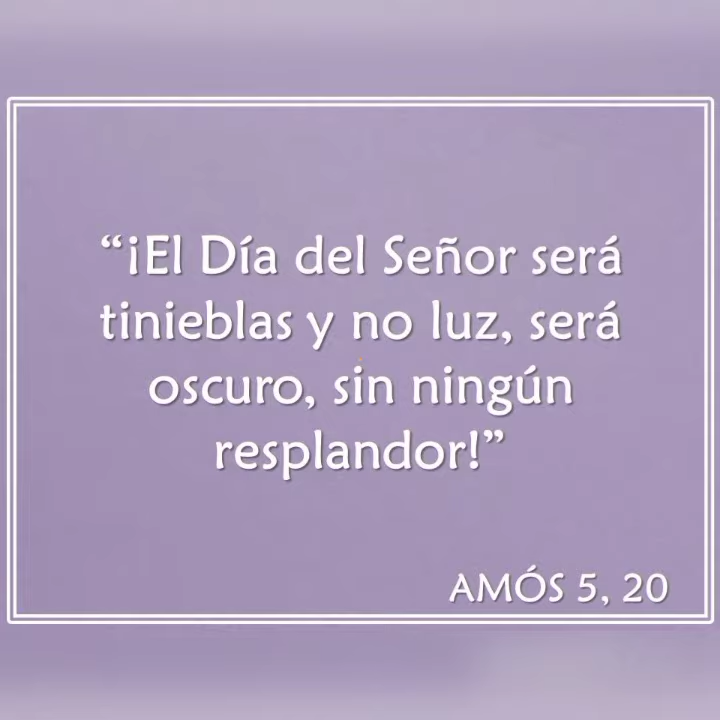 “¡El Día del Señor será
tinieblas y no luz, será
oscuro, sin ningún
resplandor!”
AMÓS 5, 20